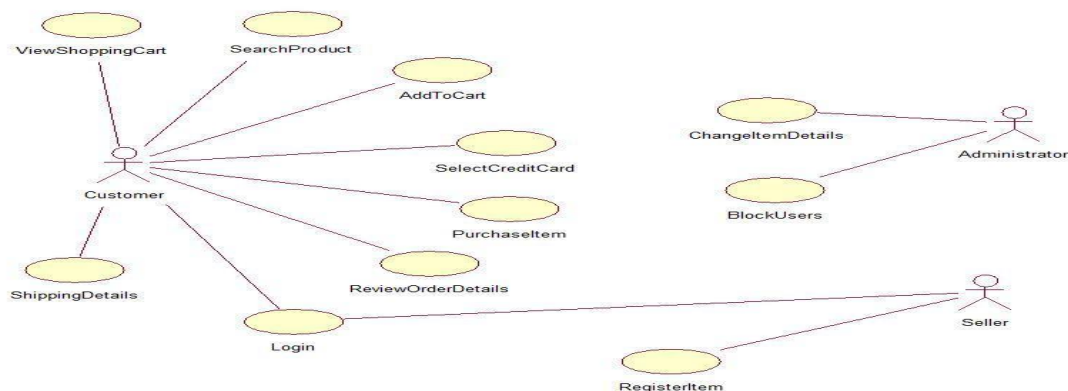 ViewShoppingCart
SearchProduct
AddToCart
ChangeItemDetails
Administrator
SelectCreditCard
Customer
BlockUsers
PurchaseItem
ShippingDetails
ReviewOrderDetails
Seller
Login
RegisterItem